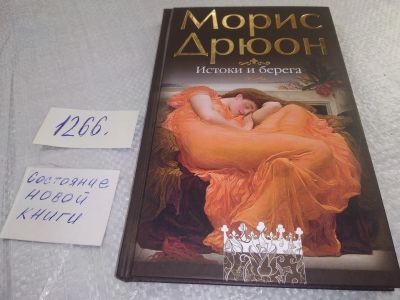 Морис
Дрюон
Истоки и берега
1266.
состояние
новой
книги